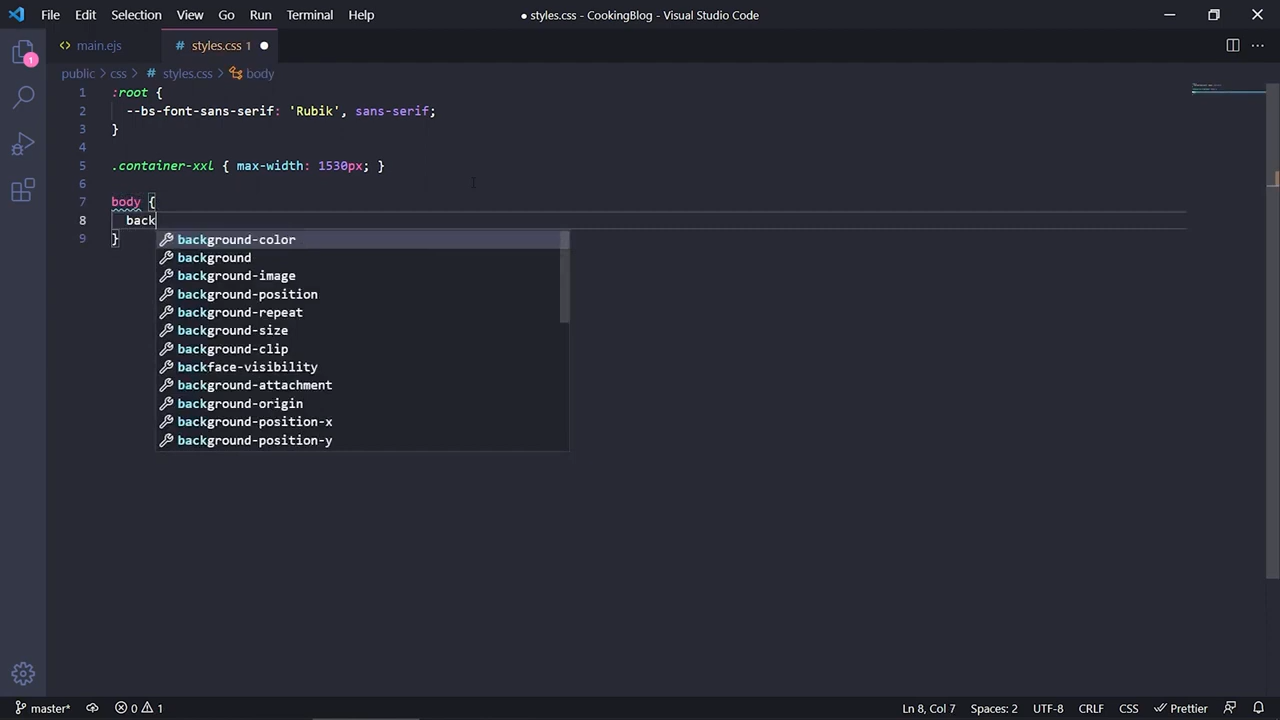 File Edit Selection View Go Run Terminal Help ● styles.css - CookingBlog - Visual Studio Code
<> main.ejs # styles.css 1 ●
public > css > # styles.css > body
1 :root {
2 --bs-font-sans-serif: 'Rubik', sans-serif;
3 }
4
5 .container-xxl { max-width: 1530px; }
6
7 body {
8 back
9 }
background-color
background
background-image
background-position
background-repeat
background-size
background-clip
backface-visibility
background-attachment
background-origin
background-position-x
background-position-y
1
master* 0 1 Ln 8, Col 7 Spaces: 2 UTF-8 CRLF CSS Prettier